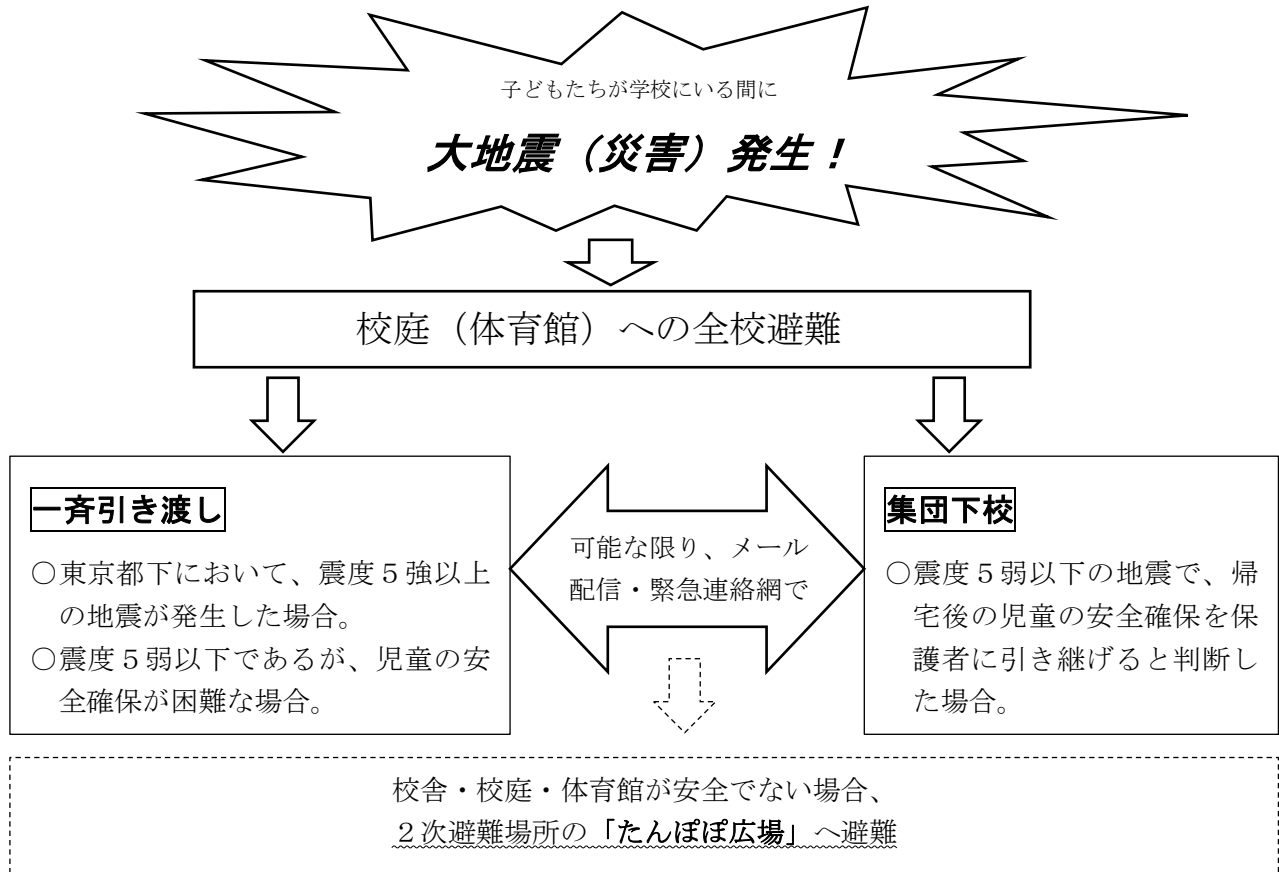 子どもたちが学校にいる間に
大地震（災害）発生！
校庭（体育館）への全校避難
一斉引き渡し
○東京都下において、震度５強以上
の地震が発生した場合。
○震度５弱以下であるが、児童の安
全確保が困難な場合。
可能な限り、メール
配信・緊急連絡網で
集団下校
○震度５弱以下の地震で、帰
宅後の児童の安全確保を保
護者に引き継げると判断し
た場合。
校舎・校庭・体育館が安全でない場合、
２次避難場所の「たんぽぽ広場」へ避難